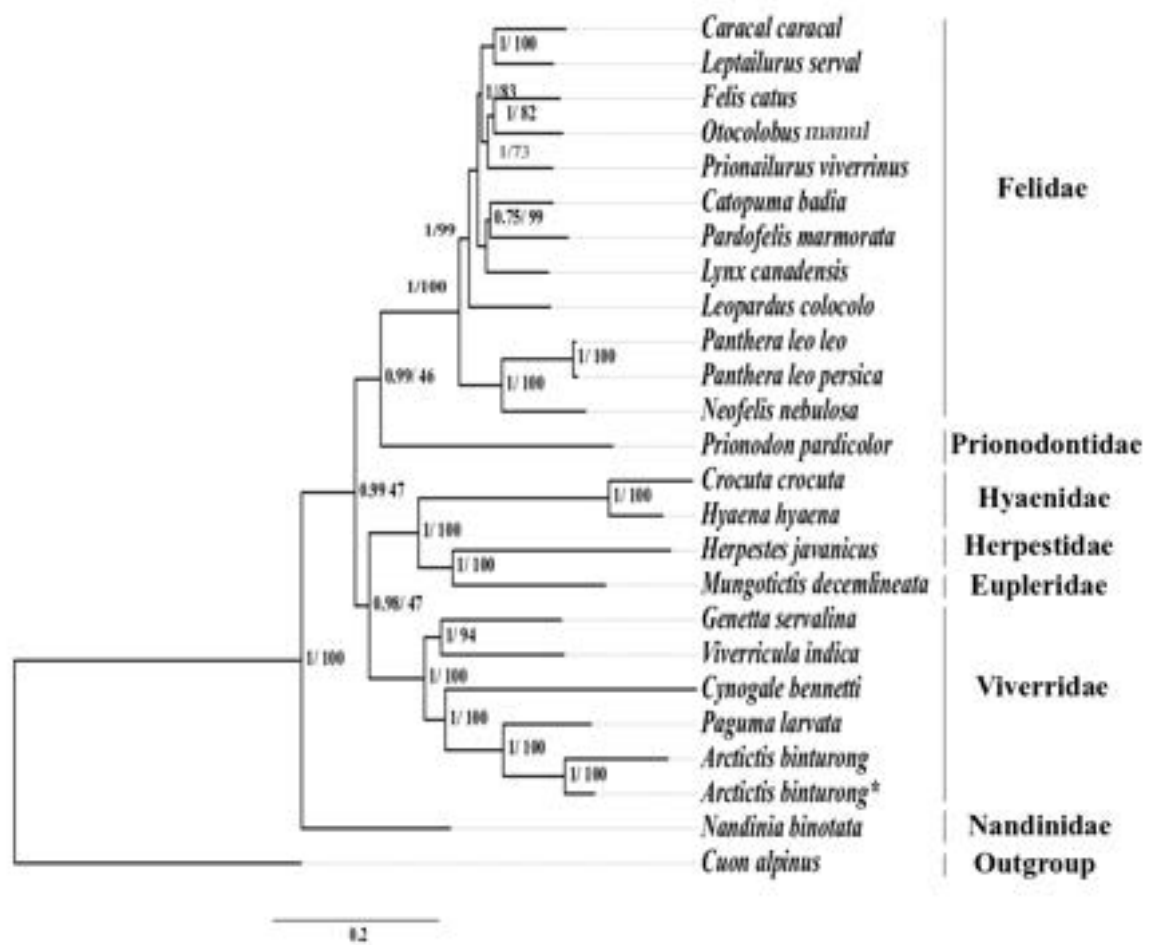 Caracal caracal
1/ 100
Leptailurus serval
1/83
Felis catus
1/ 82
Otocolobus manul
1/73
Prionailurus viverrinus
Felidae
Catopuma badia
0.75/ 99
1/99
Pardofelis marmorata
Lynx canadensis
1/100
Leopardus colocolo
Panthera leo leo
1/ 100
0.99/ 46
1/ 100
Panthera leo persica
Neofelis nebulosa
Prionodon pardicolor
Prionodontidae
Crocuta crocuta
0.99 47
1/ 100
Hyaenidae
Hyaena hyaena
1/ 100
Herpestes javanicus
Herpestidae
1/ 100
Mungotictis decemlineata
Eupleridae
0.98/ 47
Genetta servalina
1/ 94
Viverricula indica
1/ 100
1/ 100
Cynogale bennetti
Viverridae
1/ 100
Paguma larvata
1/ 100
Arctictis binturong
1/ 100
Arctictis binturong*
Nandinia binotata
Nandinidae
Cuon alpinus
Outgroup
0.2